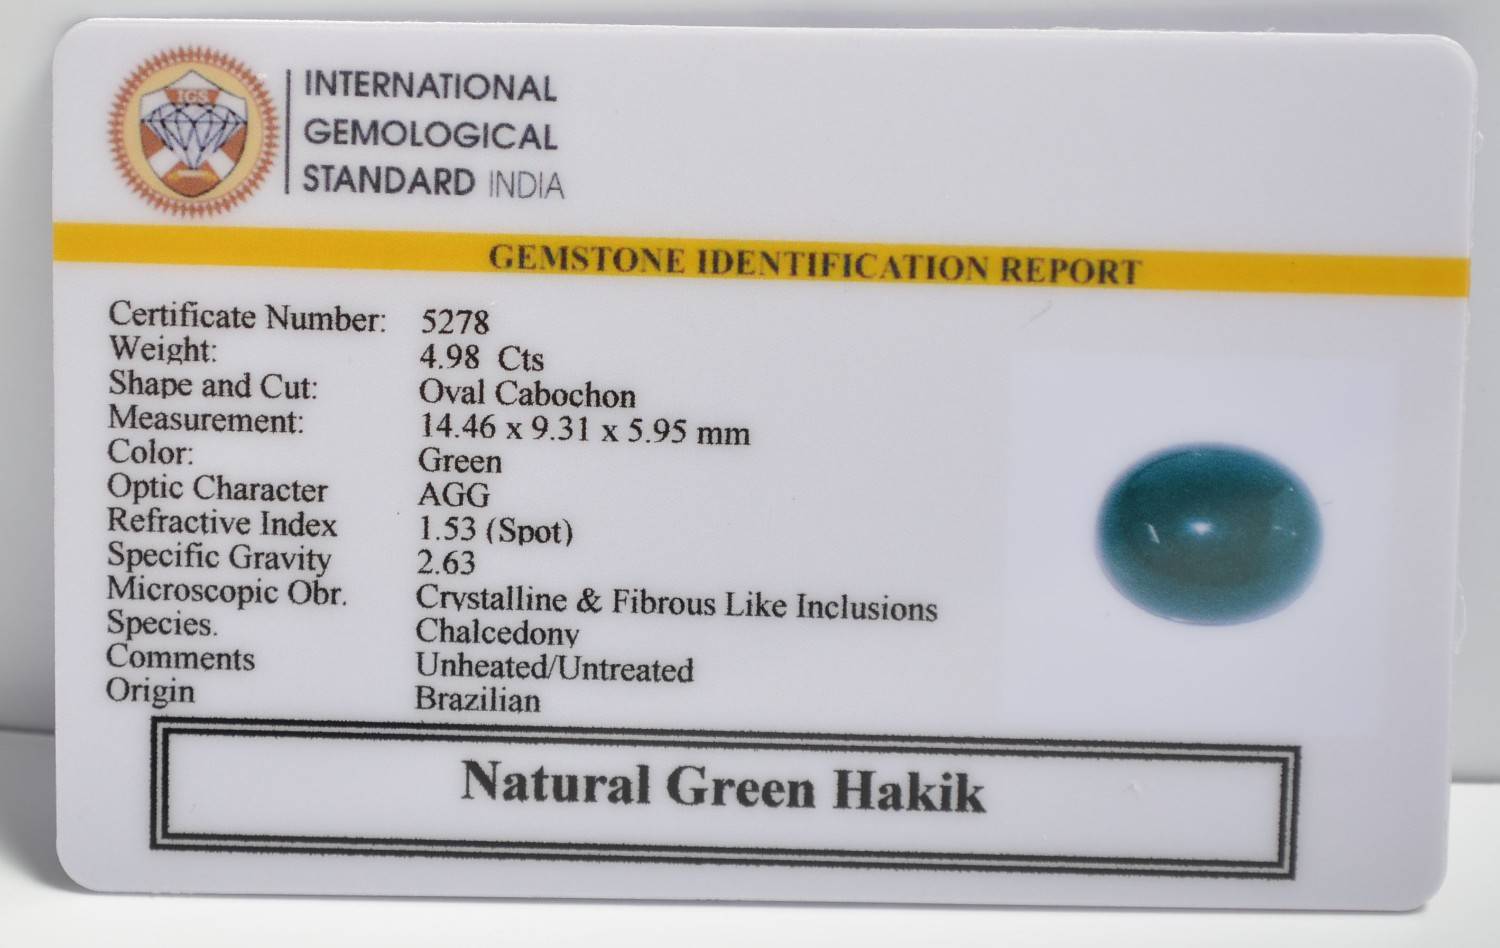 IGS
INTERNATIONAL
GEMOLOGICAL
STANDARD INDIA
GEMSTONE IDENTIFICATION REPORT
Certificate Number: 5278
Weight: 4.98 Cts
Shape and Cut: Oval Cabochon
Measurement: 14.46 x 9.31 x 5.95 mm
Color: Green
Optic Character AGG
Refractive Index 1.53 (Spot)
Specific Gravity 2.63
Microscopic Obr. Crystalline & Fibrous Like Inclusions
Species. Chalcedony
Comments Unheated/Untreated
Origin Brazilian
Natural Green Hakik